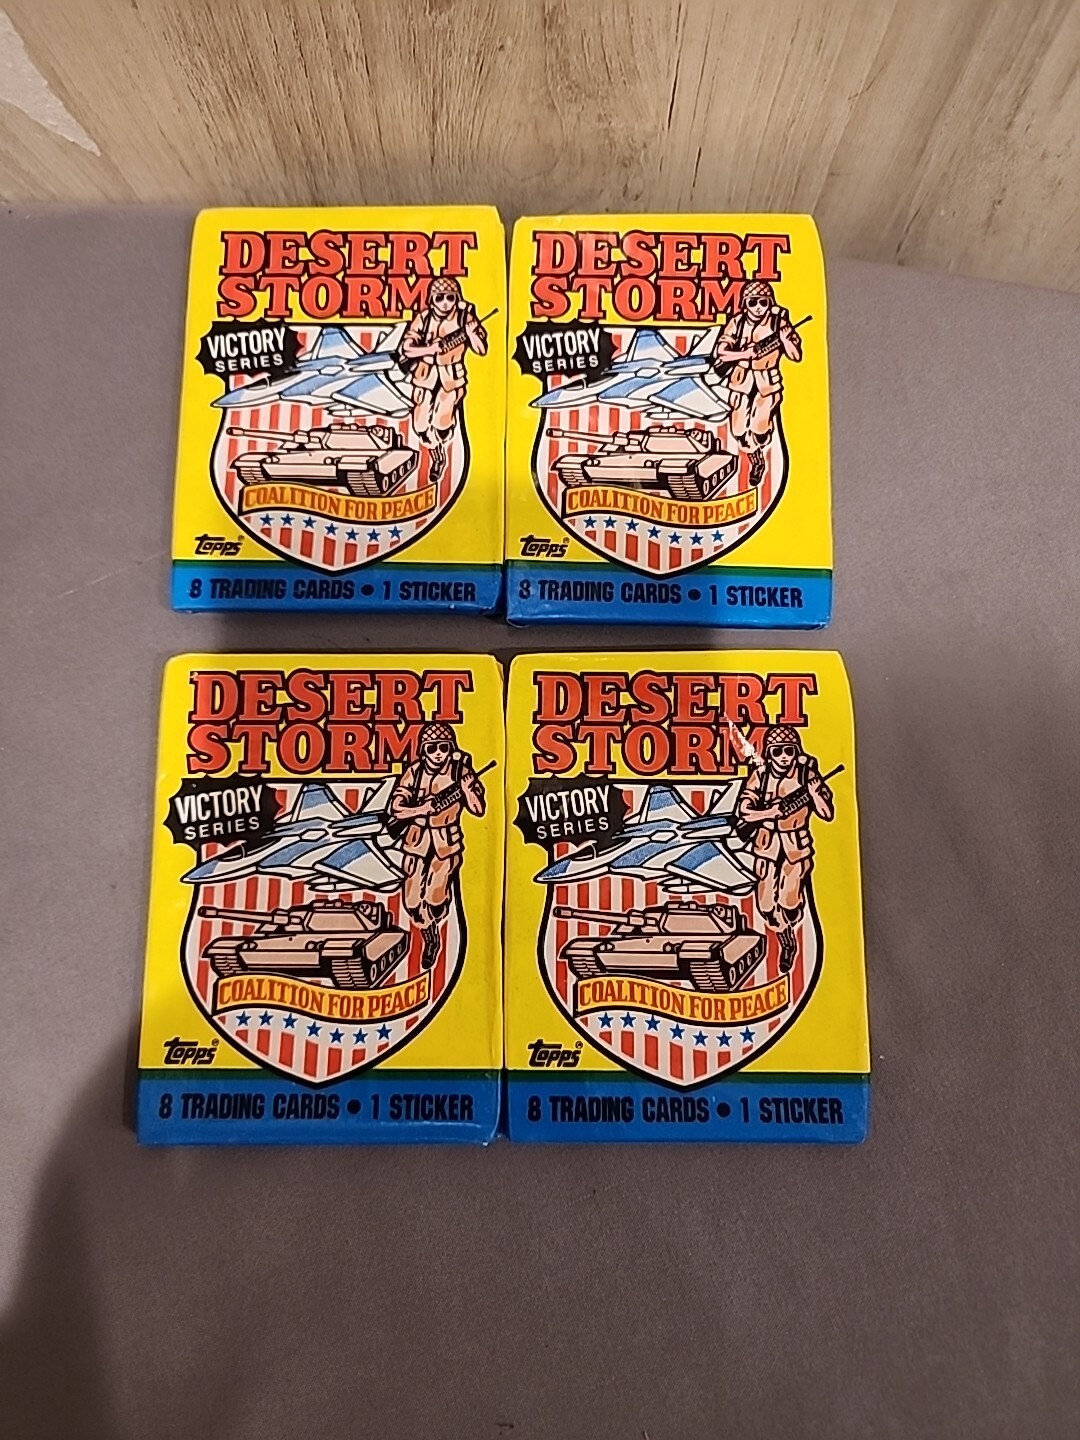 DESERT
STORM
VICTORY
SERIES
COALITION FOR PEACE
Topps®
8 TRADING CARDS • 1 STICKER
DESERT
STORM
VICTORY
SERIES
COALITION FOR PEACE
Topps®
8 TRADING CARDS • 1 STICKER
DESERT
STORM
VICTORY
SERIES
COALITION FOR PEACE
Topps®
8 TRADING CARDS • 1 STICKER
DESERT
STORM
VICTORY
SERIES
COALITION FOR PEACE
Topps®
8 TRADING CARDS • 1 STICKER